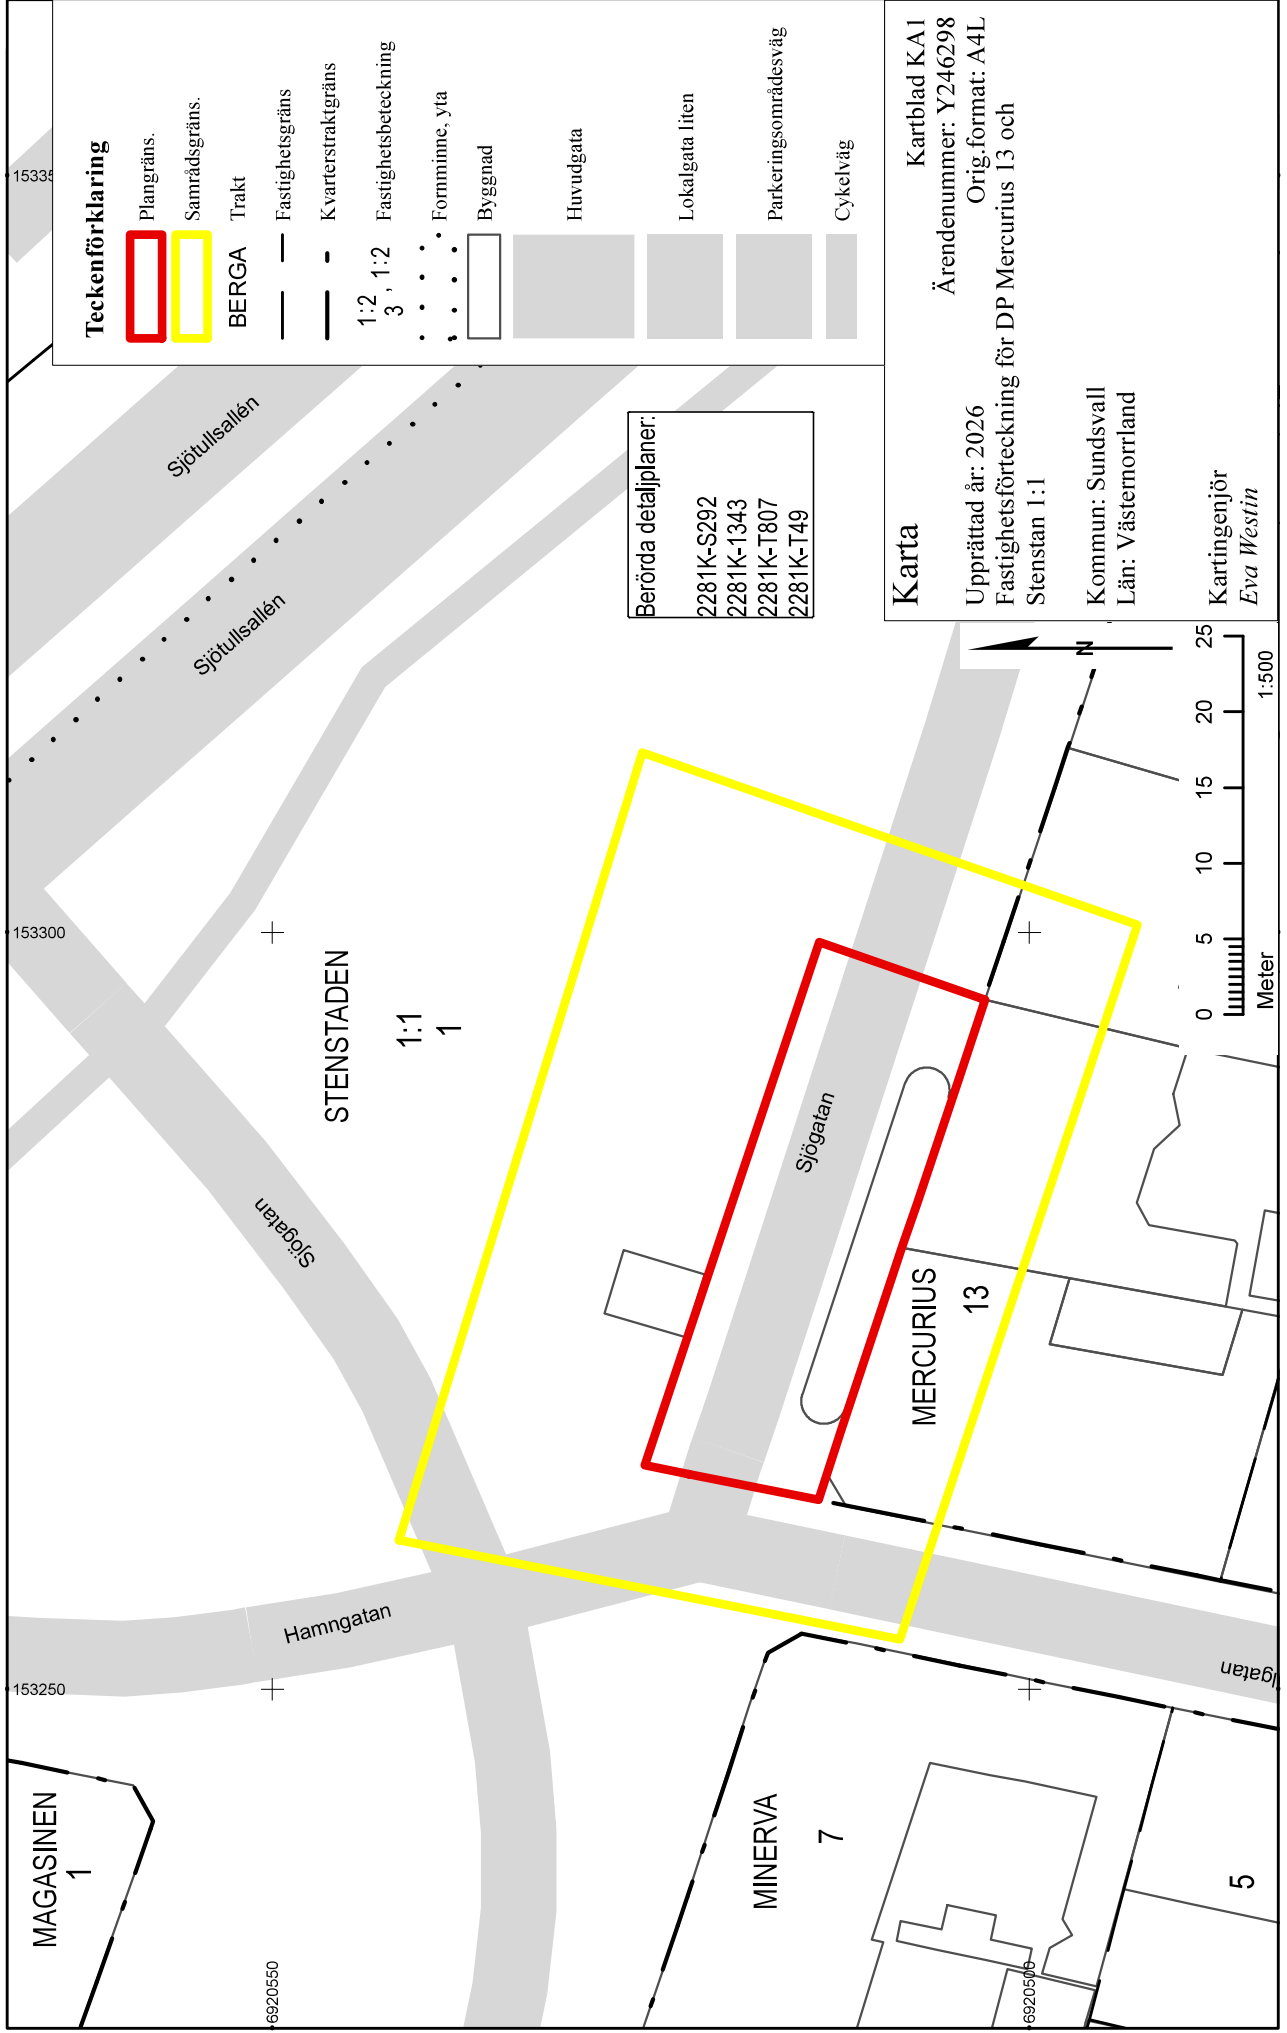 Teckenförklaring
Plangräns.
Samrådsgräns.
BERGA Trakt
Fastighetsgräns
Kvarterstraktgräns
1:2
3 , 1:2 Fastighetsbeteckning
Fornminne, yta
Byggnad
Huvudgata
Lokalgata liten
Parkeringsområdesväg
Cykelväg
Karta
Kartblad KA1
Ärendenummer: Y246298
Upprättad år: 2026 Orig.format: A4L
Fastighetsförteckning för DP Mercurius 13 och
Stenstan 1:1
Kommun: Sundsvall
Län: Västernorrland
Kartingenjör
Eva Westin
Berörda detaljplaner:
2281K-S292
2281K-1343
2281K-T807
2281K-T49
MAGASINEN
1
153250
153300
15335
Sjötullsallén
Sjötullsallén
Sjögatan
Hamngatan
STENSTADEN
1:1
1
Sjögatan
MERCURIUS
13
MINERVA
7
5
lgatan
6920550
6920500
N
0 5 10 15 20 25
Meter
1:500